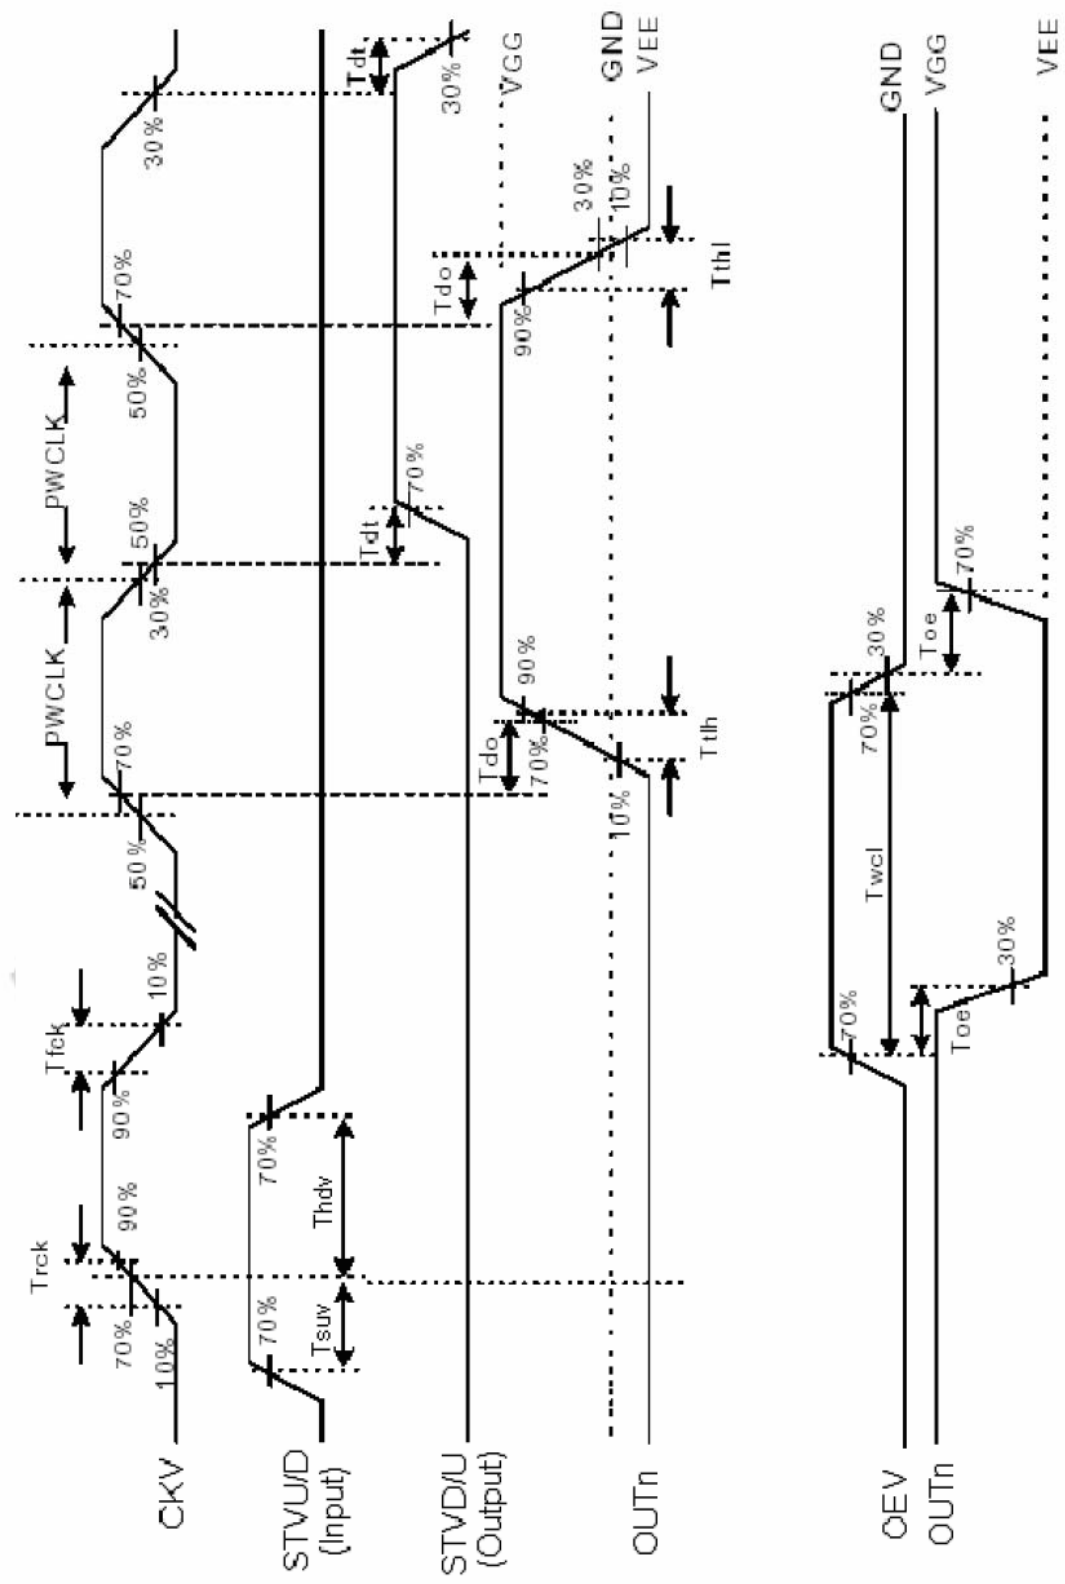 CKV
Trck
70%
10%
90%
Tfck
90%
10%
50%
70%
PWCLK
30%
50%
PWCLK
50%
70%
30%
STVU/D
(Input)
Tsuv
70%
Thdv
70%
STVD/U
(Output)
Tdt
70%
Tdt
30%
OUTn
10%
Tdo
70%
90%
Ttlh
Tdo
90%
30%
10%
Tthl
VGG
GND
VEE
OEV
70%
Twcl
70%
30%
GND
OUTn
Toe
30%
Toe
70%
VGG
VEE